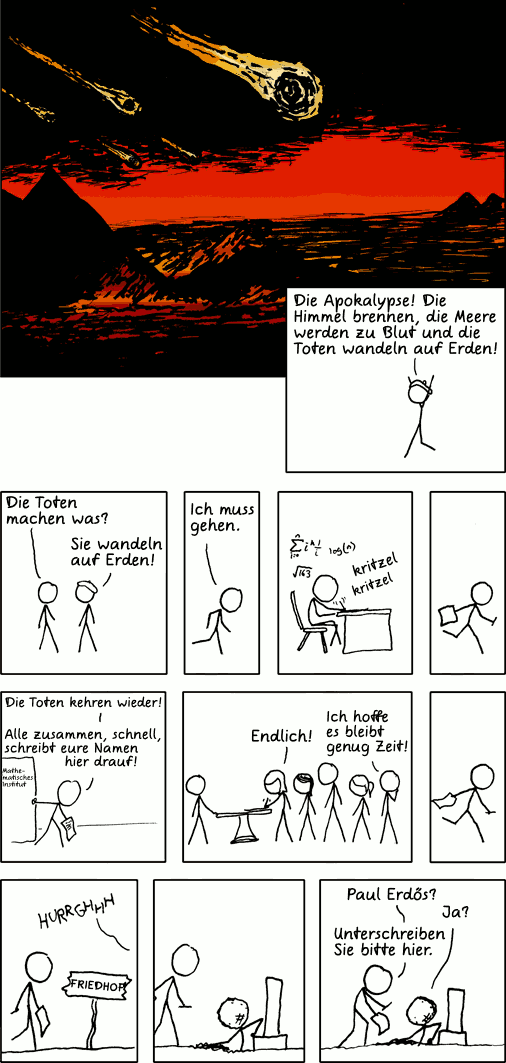 Die Apokalypse! Die
Himmel brennen, die Meere
werden zu Blut und die
Toten wandeln auf Erden!
Die Toten
machen was?
Sie wandeln
auf Erden!
Ich muss
gehen.
log(n)
√163
kritzel
kritzel
Die Toten kehren wieder!
Alle zusammen, schnell,
schreibt eure Namen
hier drauf!
Mathe-
matisches
Institut
Endlich!
Ich hoffe
es bleibt
genug Zeit!
HURRGHHH
FRIEDHOF
Paul Erdős?
Ja?
Unterschreiben
Sie bitte hier.